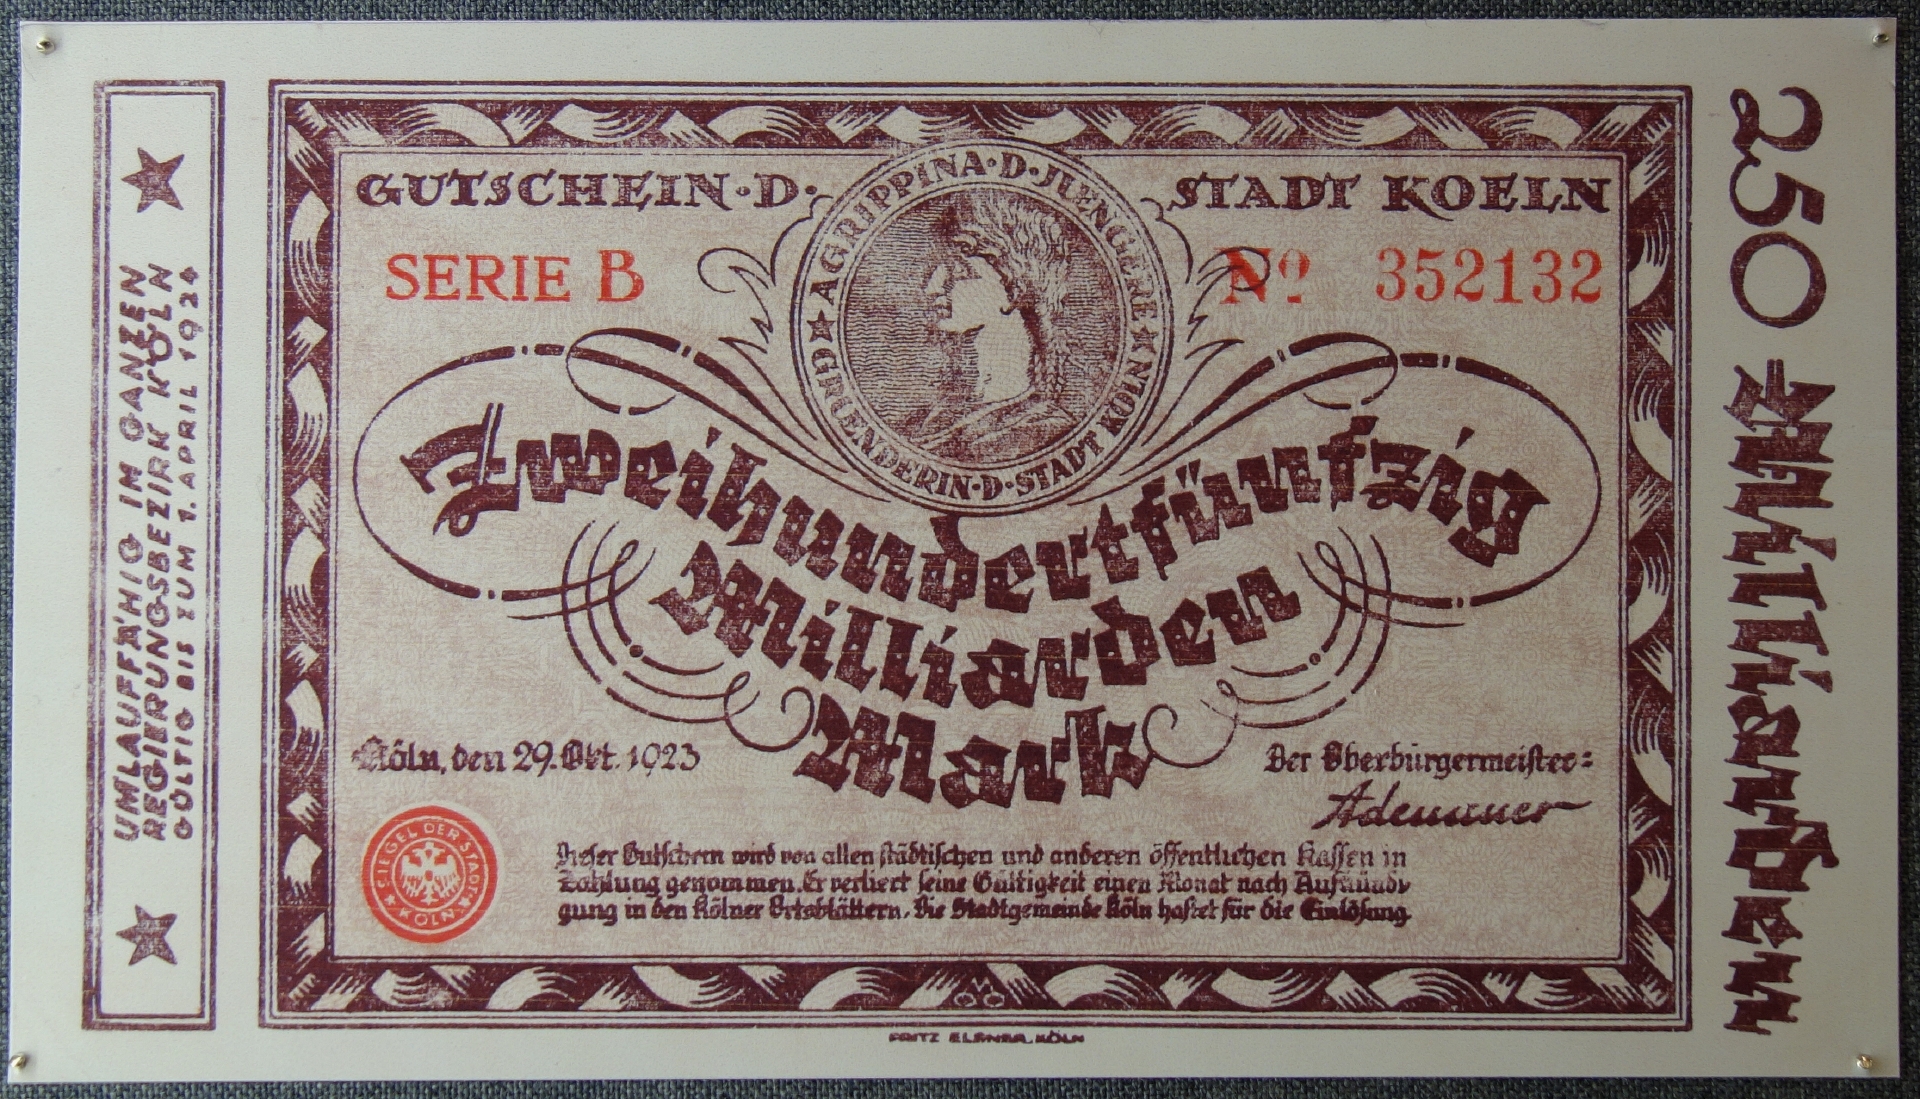 UMLAUFFÄHIG IM GANZEN
REGIERUNGSBEZIRK KÖLN
GÜLTIG BIS ZUM 1. APRIL 1924
GUTSCHEIN·D· STADT KOELN
AGRIPPINA·D·JUENGERE
GRUENDERIN·D·STADT KÖLN
SERIE B
No 352132
Zweihundertfünfzig
Milliarden
Mark
Köln, den 29. Okt. 1923
Der Oberbürgermeister:
Adenauer
SIEGEL DER STADT
KÖLN
Dieser Gutschein wird von allen städtischen und anderen öffentlichen Kassen in
Zahlung genommen. Er verliert seine Gültigkeit einen Monat nach Aufkündi
gung in den Kölner Ortsblättern. Die Stadtgemeinde Köln haftet für die Einlösung.
FRITZ ELSNER, KÖLN
250 Milliarden